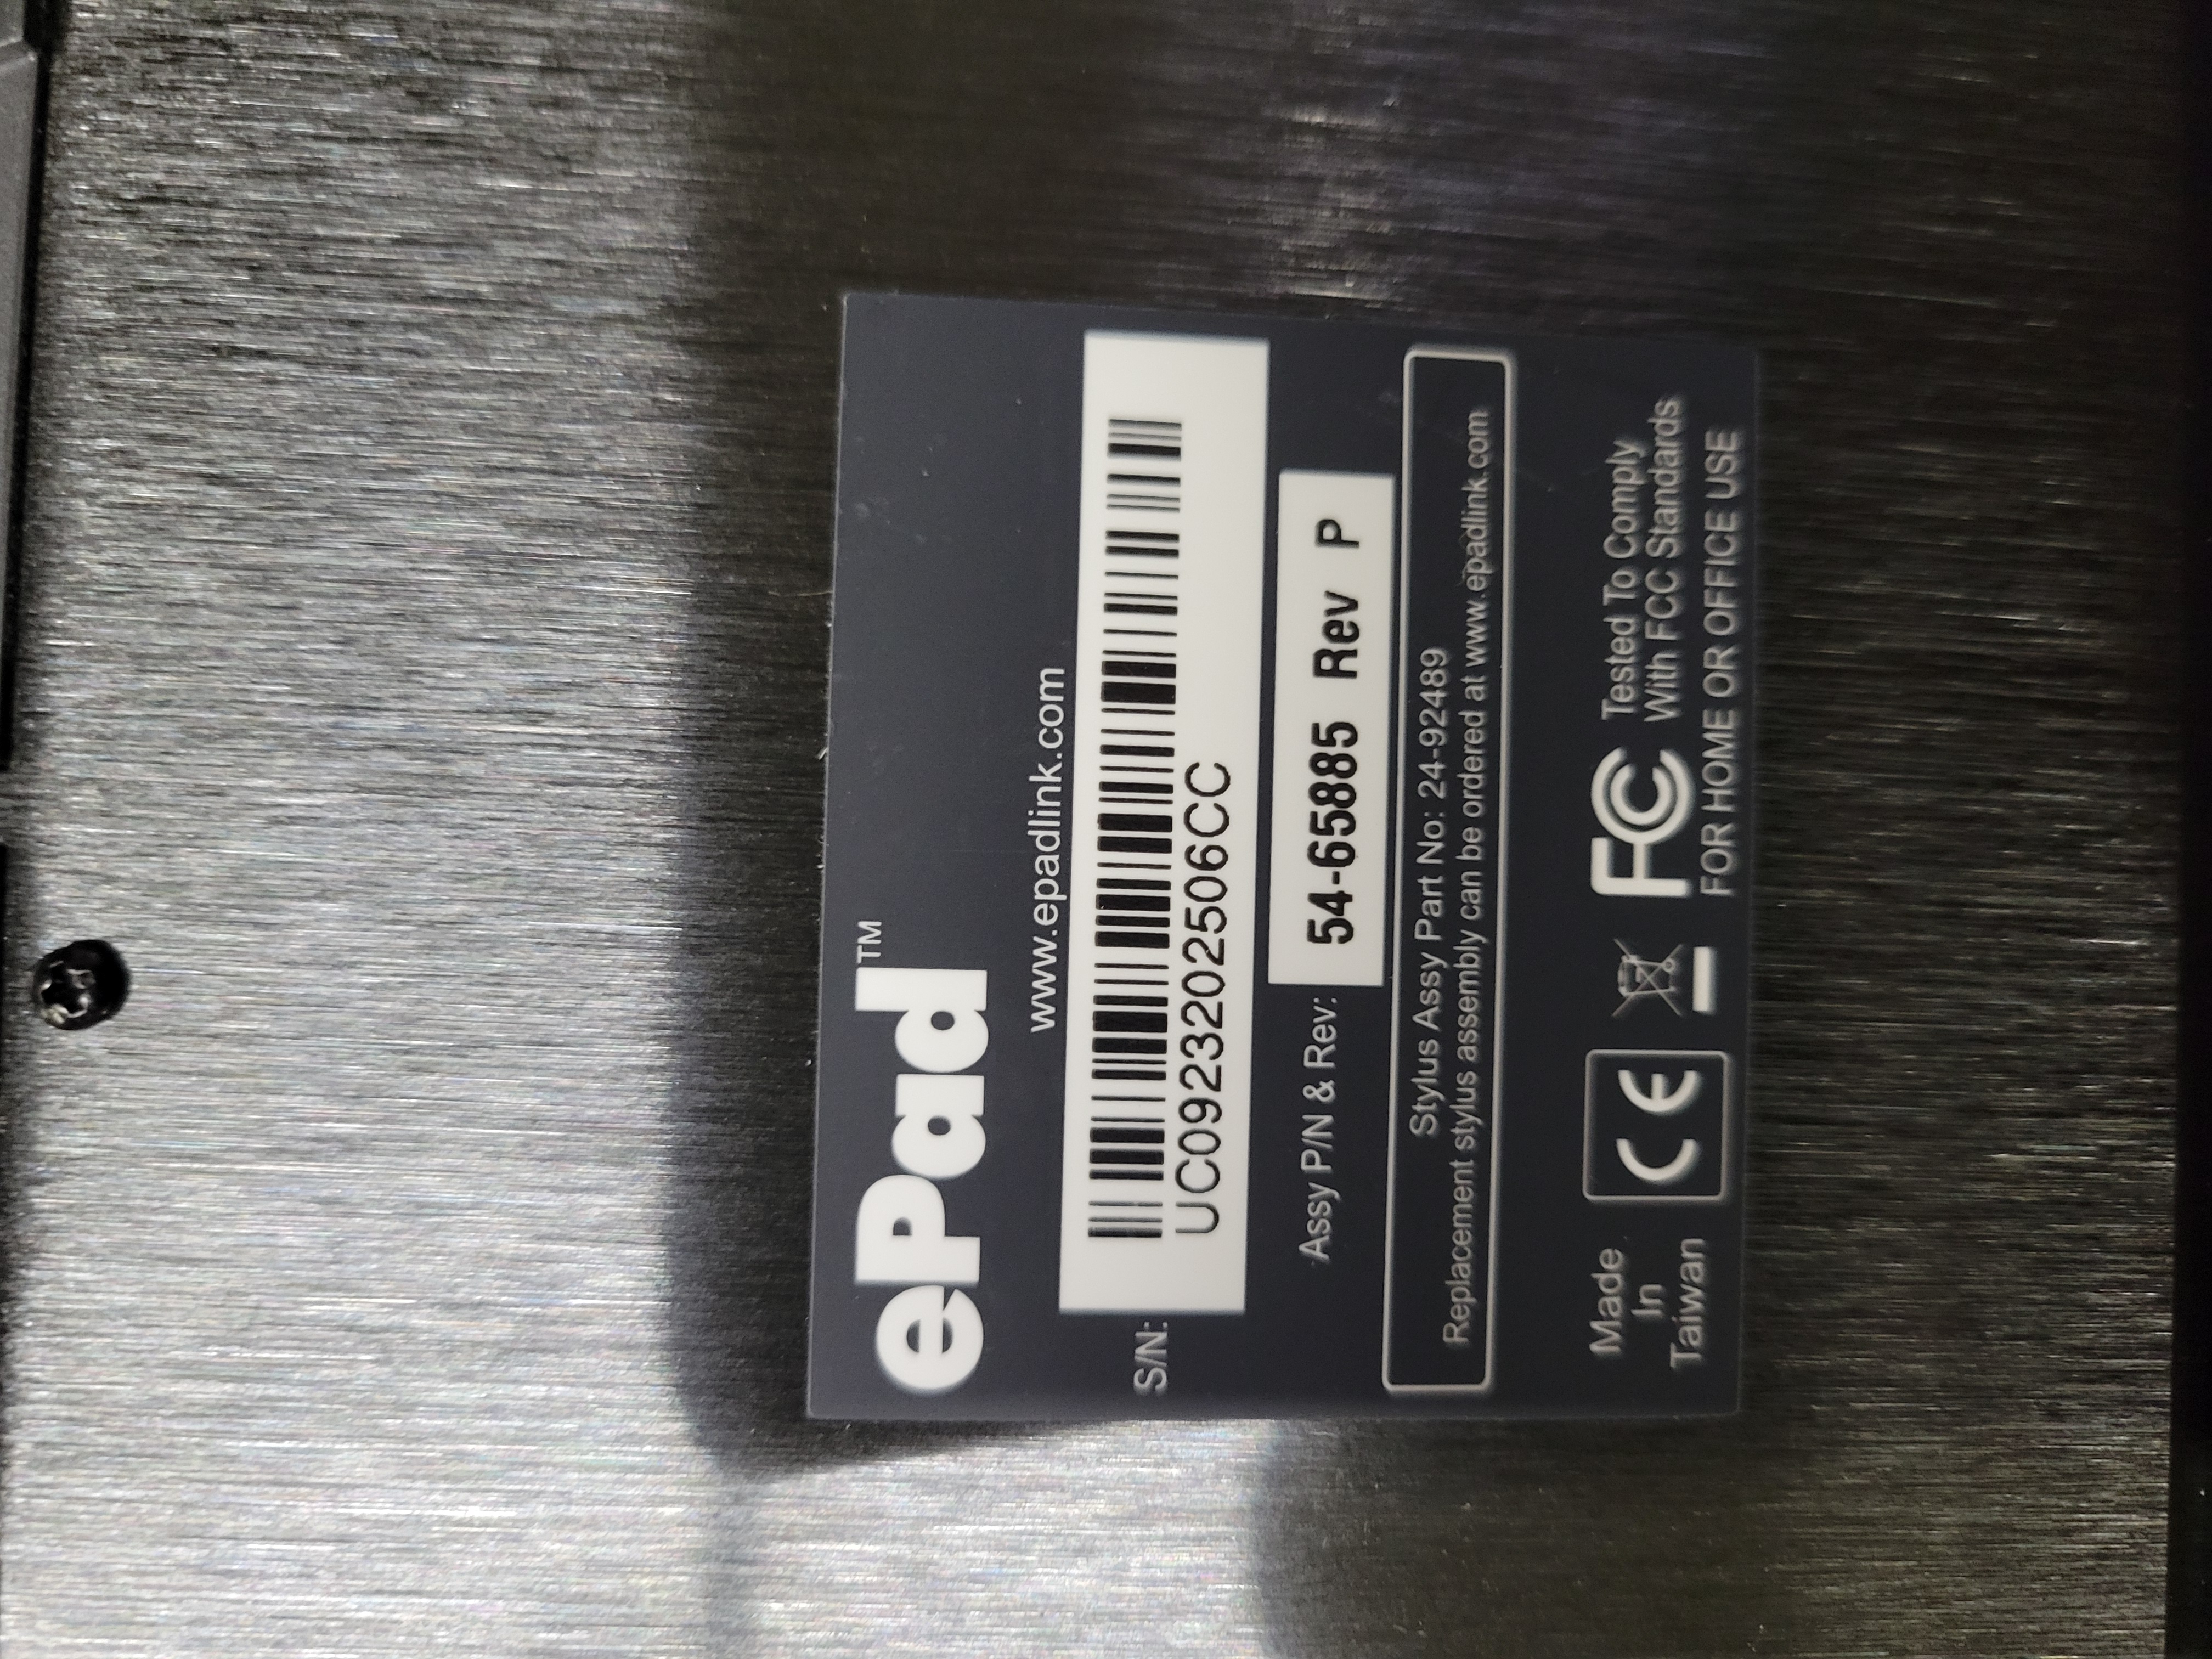 ePad™
www.epadlink.com
S/N:
UC0923202506CC
Assy P/N & Rev: 54-65885 Rev P
Stylus Assy Part No: 24-92489
Replacement stylus assembly can be ordered at www.epadlink.com
Made
In
Taiwan
CE
FC
Tested To Comply
With FCC Standards
FOR HOME OR OFFICE USE